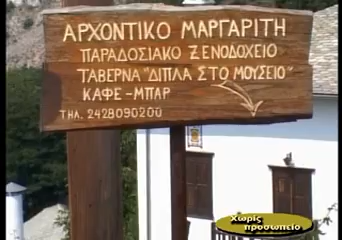 ΑΡΧΟΝΤΙΚΟ ΜΑΡΓΑΡΙΤΗ
ΠΑΡΑΔΟΣΙΑΚΟ ΞΕΝΟΔΟΧΕΙΟ
ΤΑΒΕΡΝΑ "ΔΙΠΛΑ ΣΤΟ ΜΟΥΣΕΙΟ"
ΚΑΦΕ-ΜΠΑΡ
ΤΗΛ. 2428090200
Χωρίς
προσωπείο